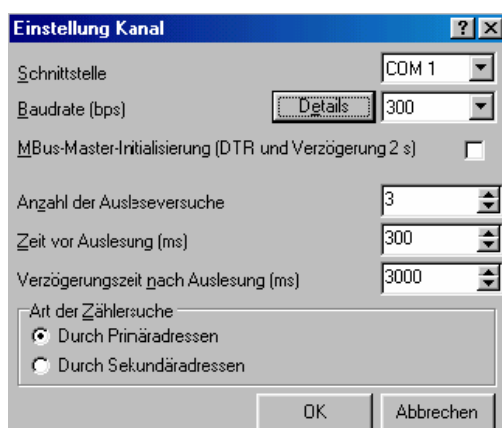 Einstellung Kanal
Schnittstelle COM 1
Baudrate (bps) Details 300
MBus-Master-Initialisierung (DTR und Verzögerung 2 s)
Anzahl der Ausleseversuche 3
Zeit vor Auslesung (ms) 300
Verzögerungszeit nach Auslesung (ms) 3000
Art der Zählersuche
Durch Prinäradressen
Durch Sekundäradressen
OK Abbrechen